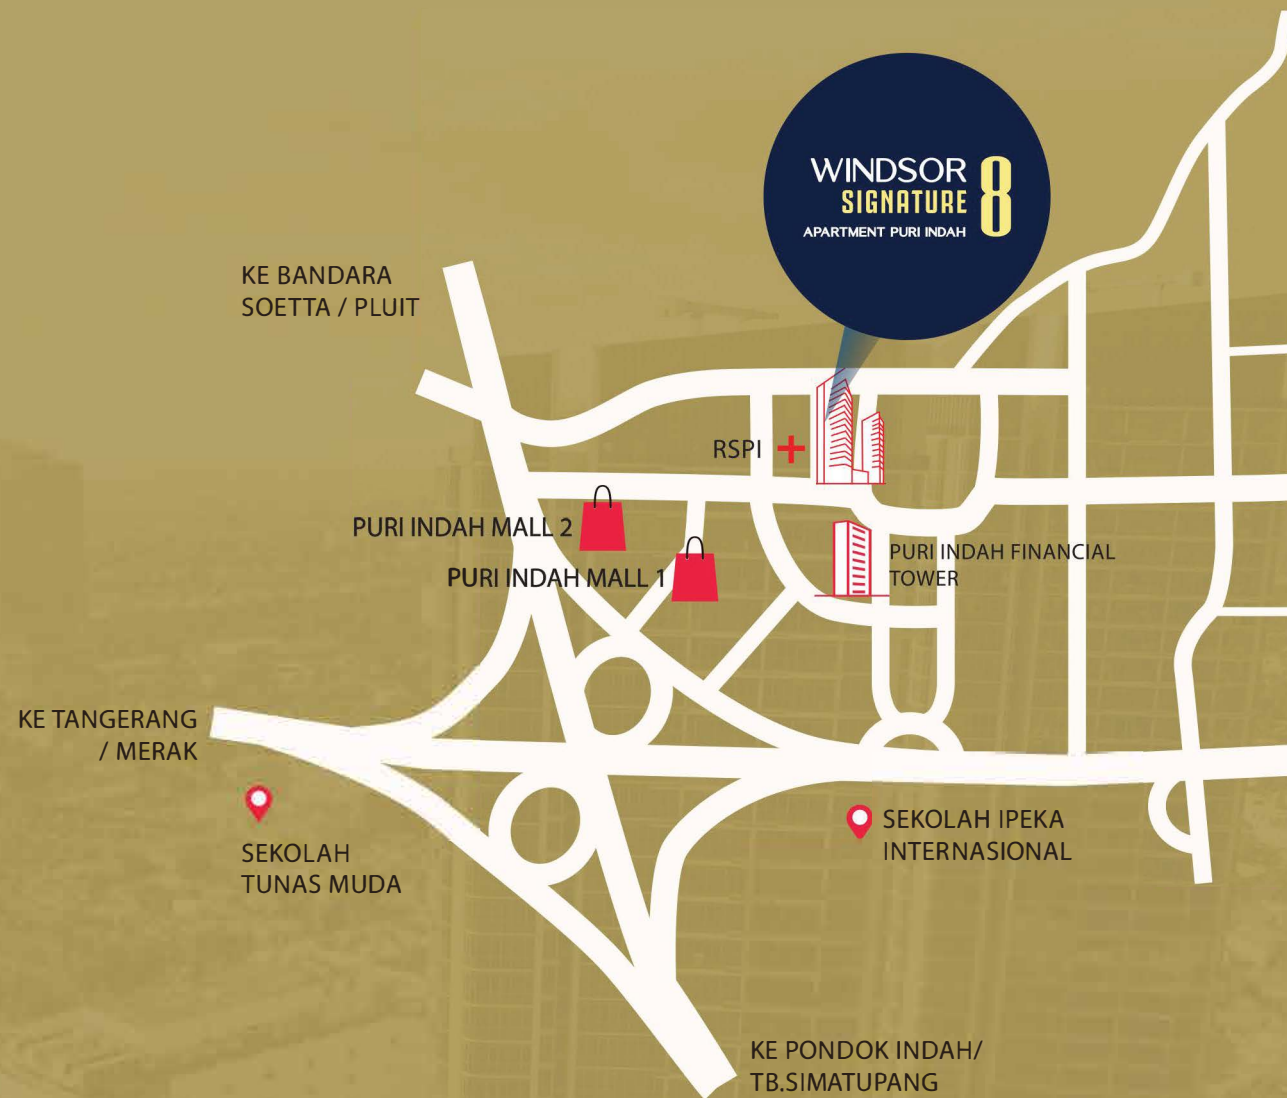 WINDSOR
SIGNATURE
8
APARTMENT PURI INDAH
KE BANDARA
SOETTA / PLUIT
RSPI
PURI INDAH MALL 2
PURI INDAH FINANCIAL
TOWER
PURI INDAH MALL 1
KE TANGERANG
/ MERAK
SEKOLAH
TUNAS MUDA
SEKOLAH IPEKA
INTERNASIONAL
KE PONDOK INDAH/
TB.SIMATUPANG